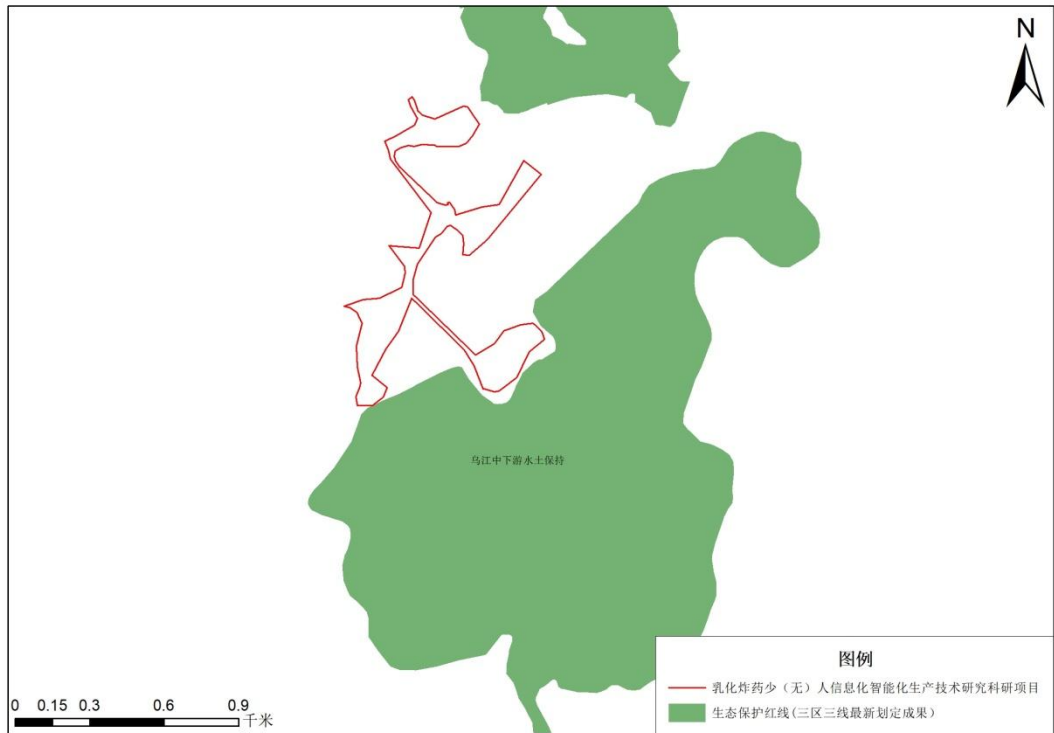 N
乌江中下游水土保持
图例
乳化炸药少（无）人信息化智能化生产技术研究科研项目
生态保护红线(三区三线最新划定成果）
0 0.15 0.3 0.6 0.9
千米